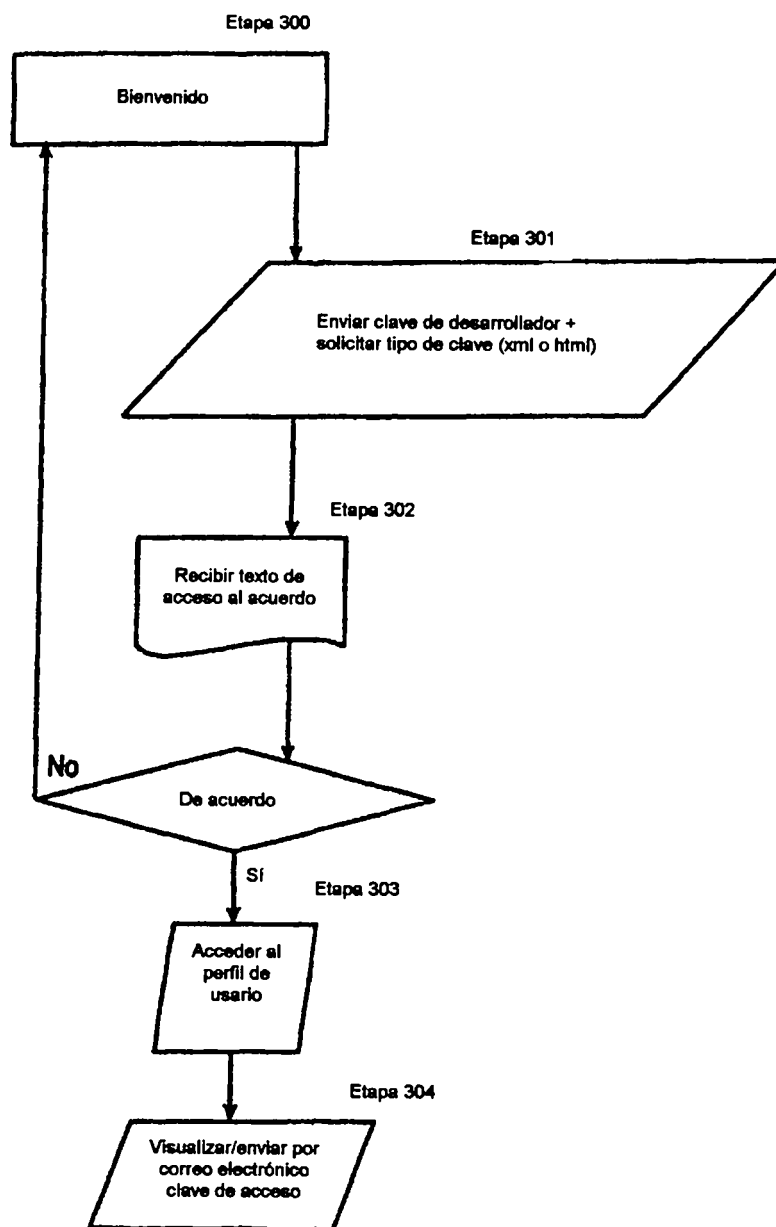 Etapa 300
Bienvenido
Etapa 301
Enviar clave de desarrollador +
solicitar tipo de clave (xml o html)
Etapa 302
Recibir texto de
acceso al acuerdo
No
De acuerdo
Sí
Etapa 303
Acceder al
perfil de
usario
Etapa 304
Visualizar/enviar por
correo electrónico
clave de acceso